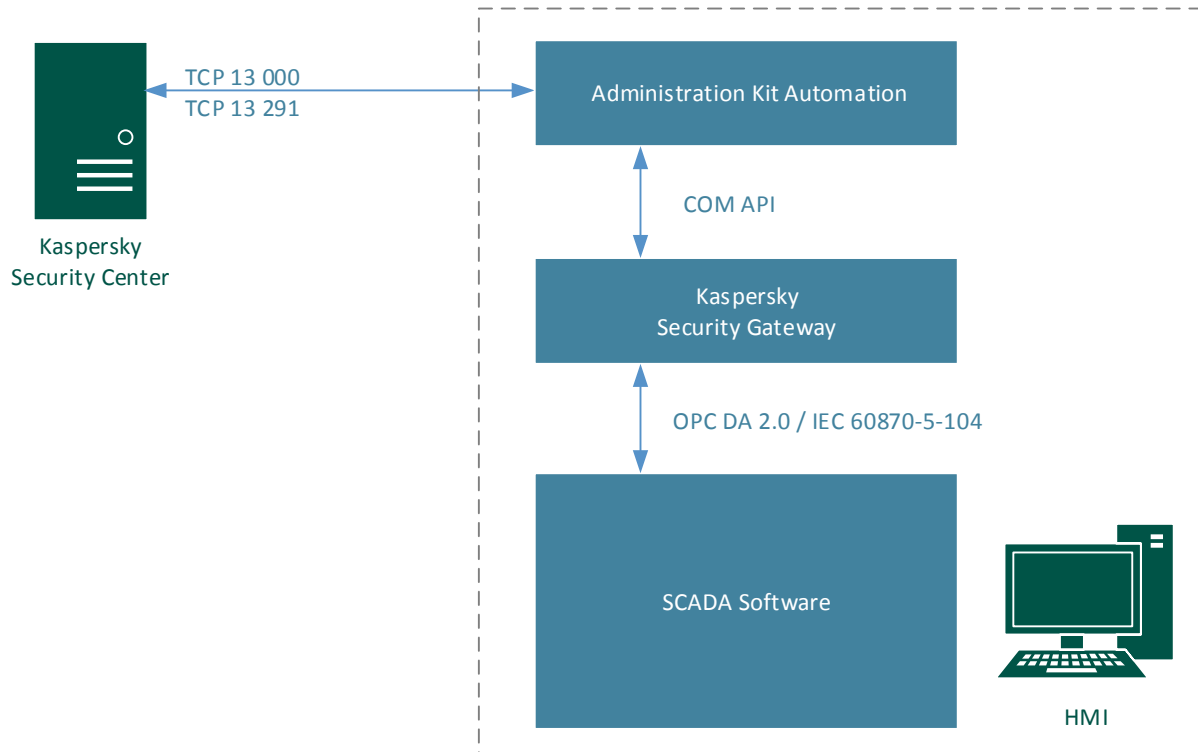 TCP 13 000
TCP 13 291
Administration Kit Automation
Kaspersky
Security Center
COM API
Kaspersky
Security Gateway
OPC DA 2.0 / IEC 60870-5-104
SCADA Software
HMI